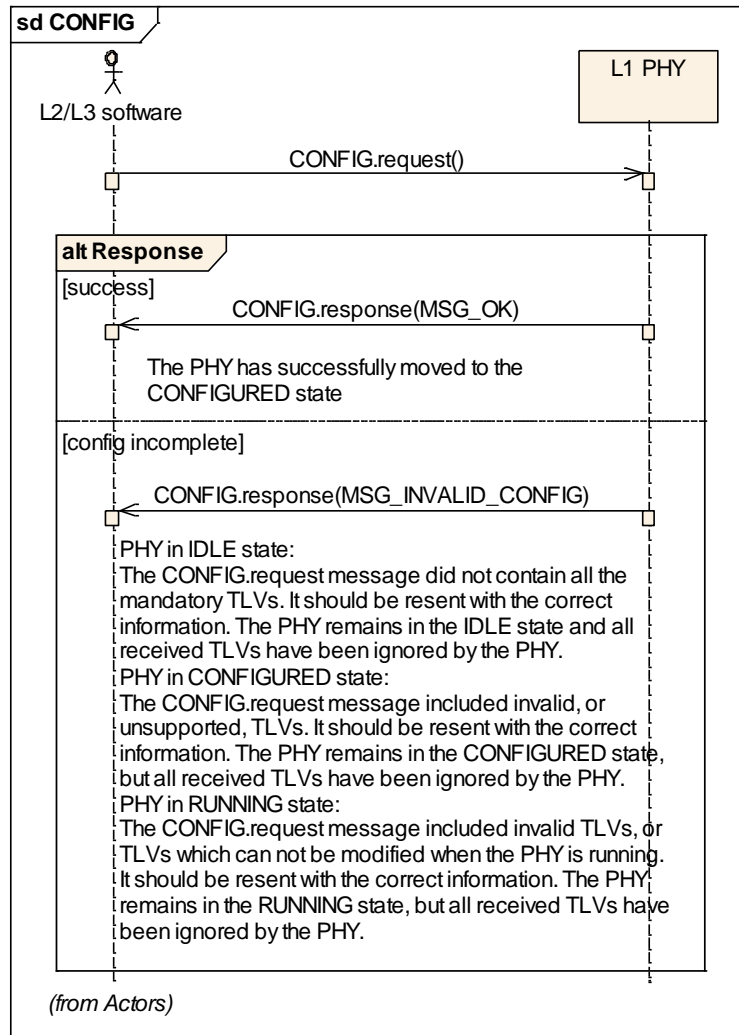 sd CONFIG
L2/L3 software
L1 PHY
CONFIG.request()
alt Response
[success]
CONFIG.response(MSG_OK)
The PHY has successfully moved to the
CONFIGURED state
[config incomplete]
CONFIG.response(MSG_INVALID_CONFIG)
PHY in IDLE state:
The CONFIG.request message did not contain all the
mandatory TLVs. It should be resent with the correct
information. The PHY remains in the IDLE state and all
received TLVs have been ignored by the PHY.
PHY in CONFIGURED state:
The CONFIG.request message included invalid, or
unsupported, TLVs. It should be resent with the correct
information. The PHY remains in the CONFIGURED state,
but all received TLVs have been ignored by the PHY.
PHY in RUNNING state:
The CONFIG.request message included invalid TLVs, or
TLVs which can not be modified when the PHY is running.
It should be resent with the correct information. The PHY
remains in the RUNNING state, but all received TLVs have
been ignored by the PHY.
(from Actors)